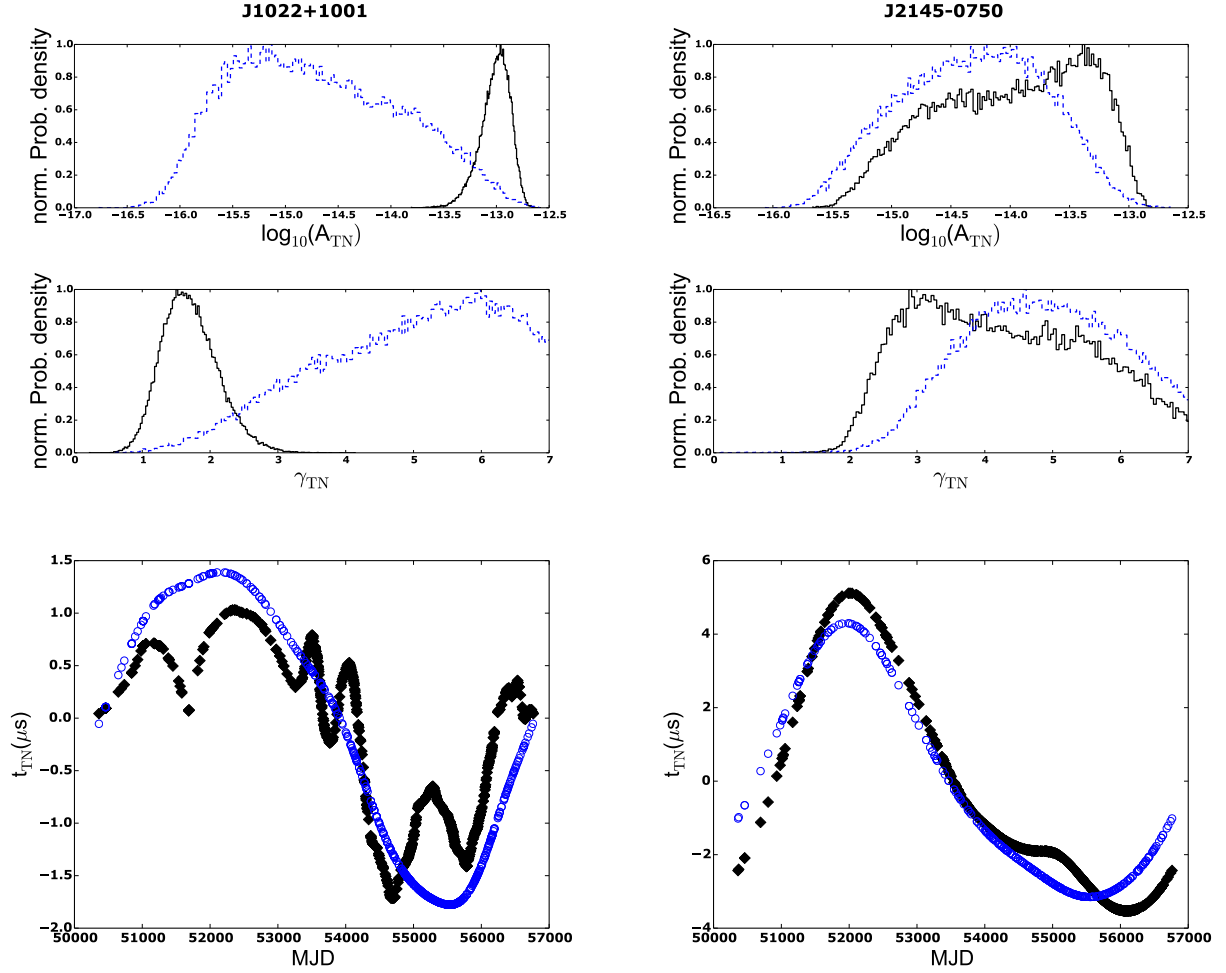 J1022+1001
norm. Prob. density
1.0
0.8
0.6
0.4
0.2
0.0
−17.0 −16.5 −16.0 −15.5 −15.0 −14.5 −14.0 −13.5 −13.0 −12.5
log10(ATN)
norm. Prob. density
1.0
0.8
0.6
0.4
0.2
0.0
0 1 2 3 4 5 6 7
γTN
tTN(μs)
1.5
1.0
0.5
0.0
−0.5
−1.0
−1.5
−2.0
50000 51000 52000 53000 54000 55000 56000 57000
MJD
J2145-0750
norm. Prob. density
1.0
0.8
0.6
0.4
0.2
0.0
−16.5 −16.0 −15.5 −15.0 −14.5 −14.0 −13.5 −13.0 −12.5
log10(ATN)
norm. Prob. density
1.0
0.8
0.6
0.4
0.2
0.0
0 1 2 3 4 5 6 7
γTN
tTN(μs)
6
4
2
0
−2
−4
50000 51000 52000 53000 54000 55000 56000 57000
MJD